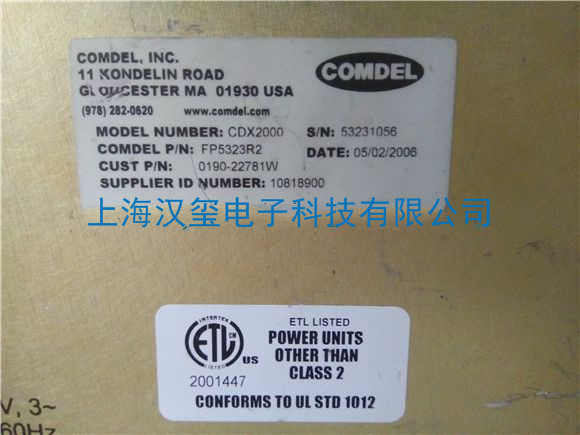 COMDEL, INC.
11 KONDELIN ROAD
GLOUCESTER MA 01930 USA
(978) 282-0620 www.comdel.com
COMDEL
MODEL NUMBER: CDX2000 S/N: 53231056
COMDEL P/N: FP5323R2 DATE: 05/02/2006
CUST P/N: 0190-22781W
SUPPLIER ID NUMBER: 10818900
上海汉玺电子科技有限公司
INTERTEK
ETL CM
LISTED
US
2001447
ETL LISTED
POWER UNITS
OTHER THAN
CLASS 2
CONFORMS TO UL STD 1012
V, 3~
60Hz